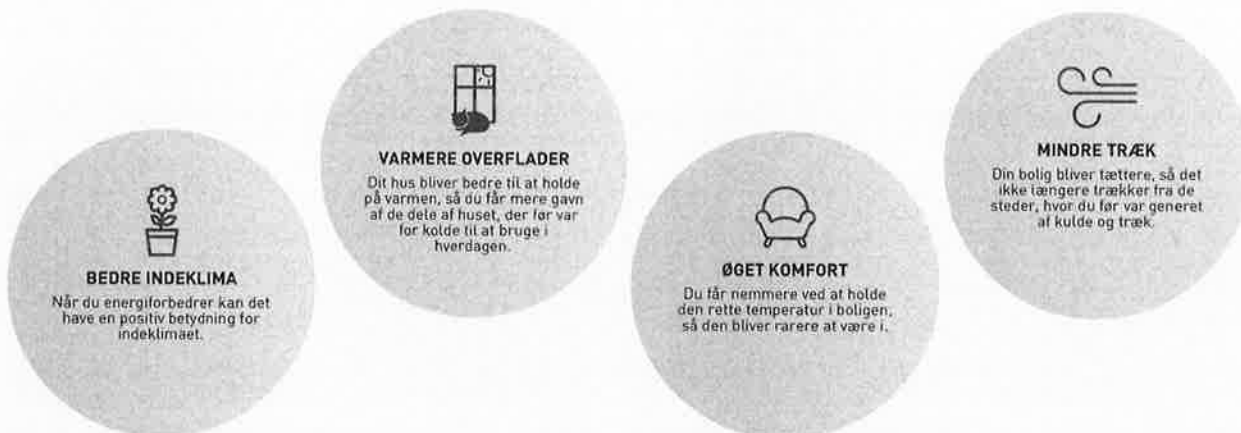 BEDRE INDEKLIMA
Når du energiforbedrer kan det
have en positiv betydning for
indeklimaet.
VARMERE OVERFLADER
Dit hus bliver bedre til at holde
på varmen, så du får mere gavn
af de dele af huset, der før var
for kolde til at bruge i
hverdagen.
ØGET KOMFORT
Du får nemmere ved at holde
den rette temperatur i boligen,
så den bliver rarere at være i.
MINDRE TRÆK
Din bolig bliver tættere, så det
ikke længere trækker fra de
steder, hvor du før var generet
af kulde og træk.